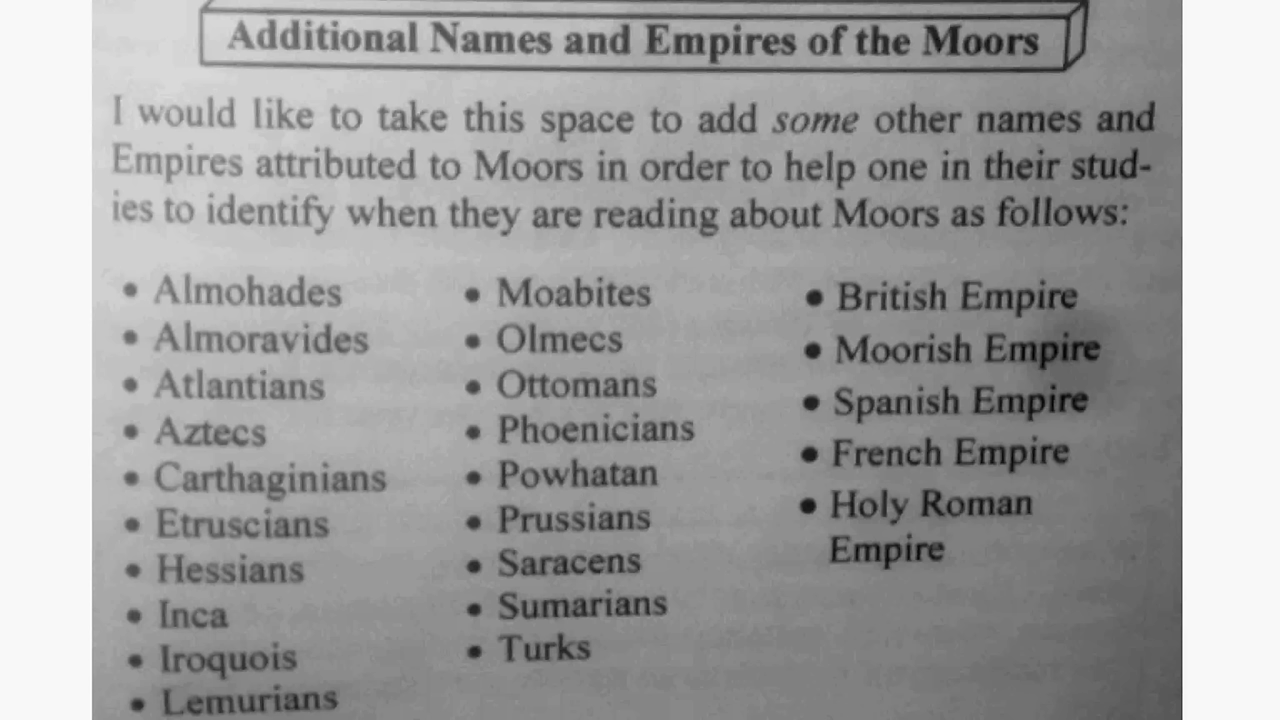 Additional Names and Empires of the Moors
I would like to take this space to add some other names and
Empires attributed to Moors in order to help one in their stud-
ies to identify when they are reading about Moors as follows:
• Almohades
• Almoravides
• Atlantians
• Aztecs
• Carthaginians
• Etruscians
• Hessians
• Inca
• Iroquois
• Lemurians
• Moabites
• Olmecs
• Ottomans
• Phoenicians
• Powhatan
• Prussians
• Saracens
• Sumarians
• Turks
• British Empire
• Moorish Empire
• Spanish Empire
• French Empire
• Holy Roman
Empire